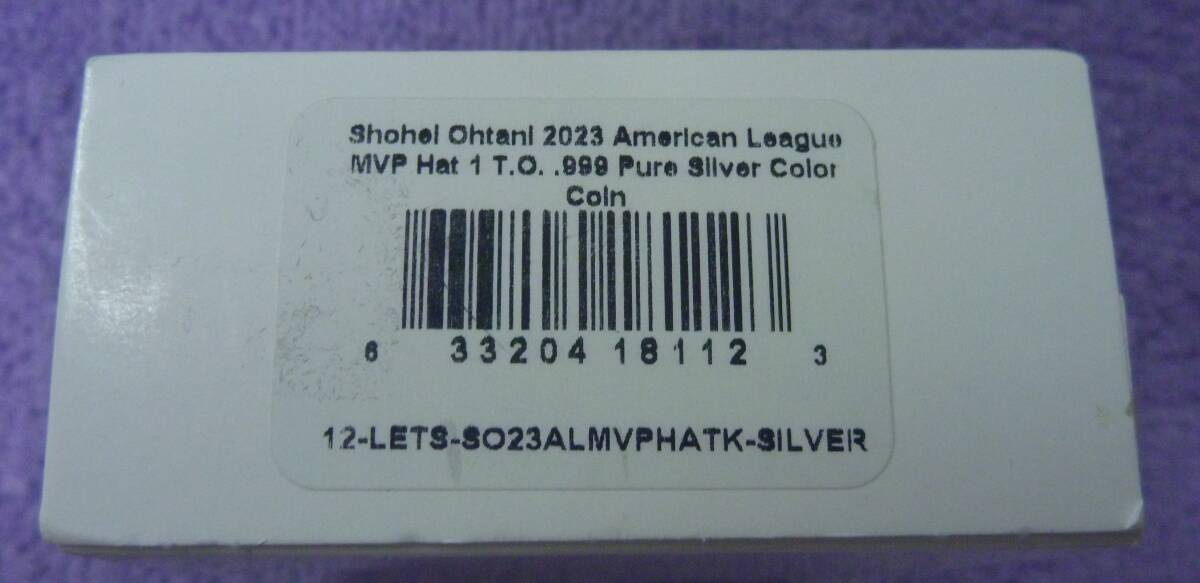 Shohei Ohtani 2023 American League
MVP Hat 1 T.O. .999 Pure Silver Color
Coin
6 33204 18112 3
12-LETS-SO23ALMVPHATK-SILVER